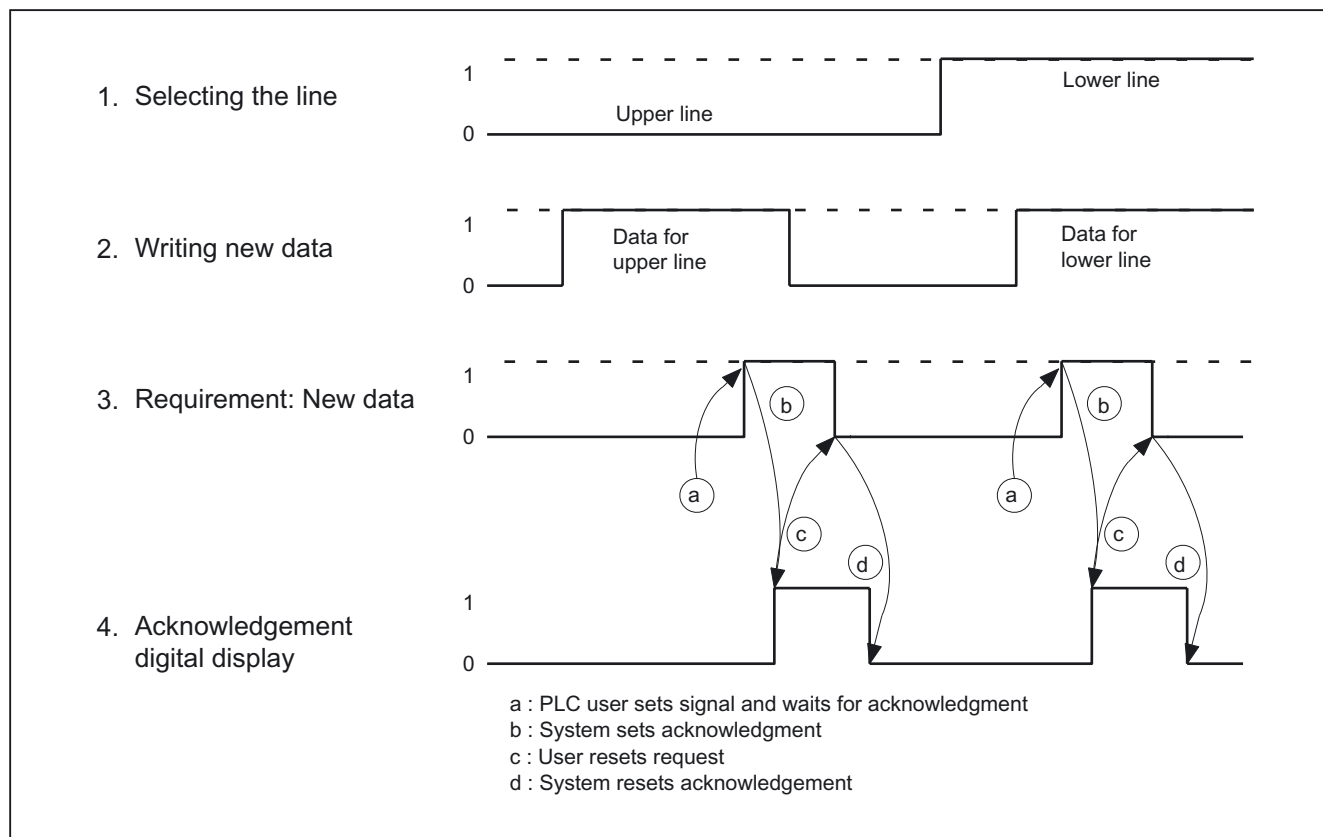 1. Selecting the line
1
0
Upper line
Lower line
2. Writing new data
1
0
Data for
upper line
Data for
lower line
3. Requirement: New data
1
0
b
b
a
a
c
c
d
d
4. Acknowledgement
digital display
1
0
a : PLC user sets signal and waits for acknowledgment
b : System sets acknowledgment
c : User resets request
d : System resets acknowledgement